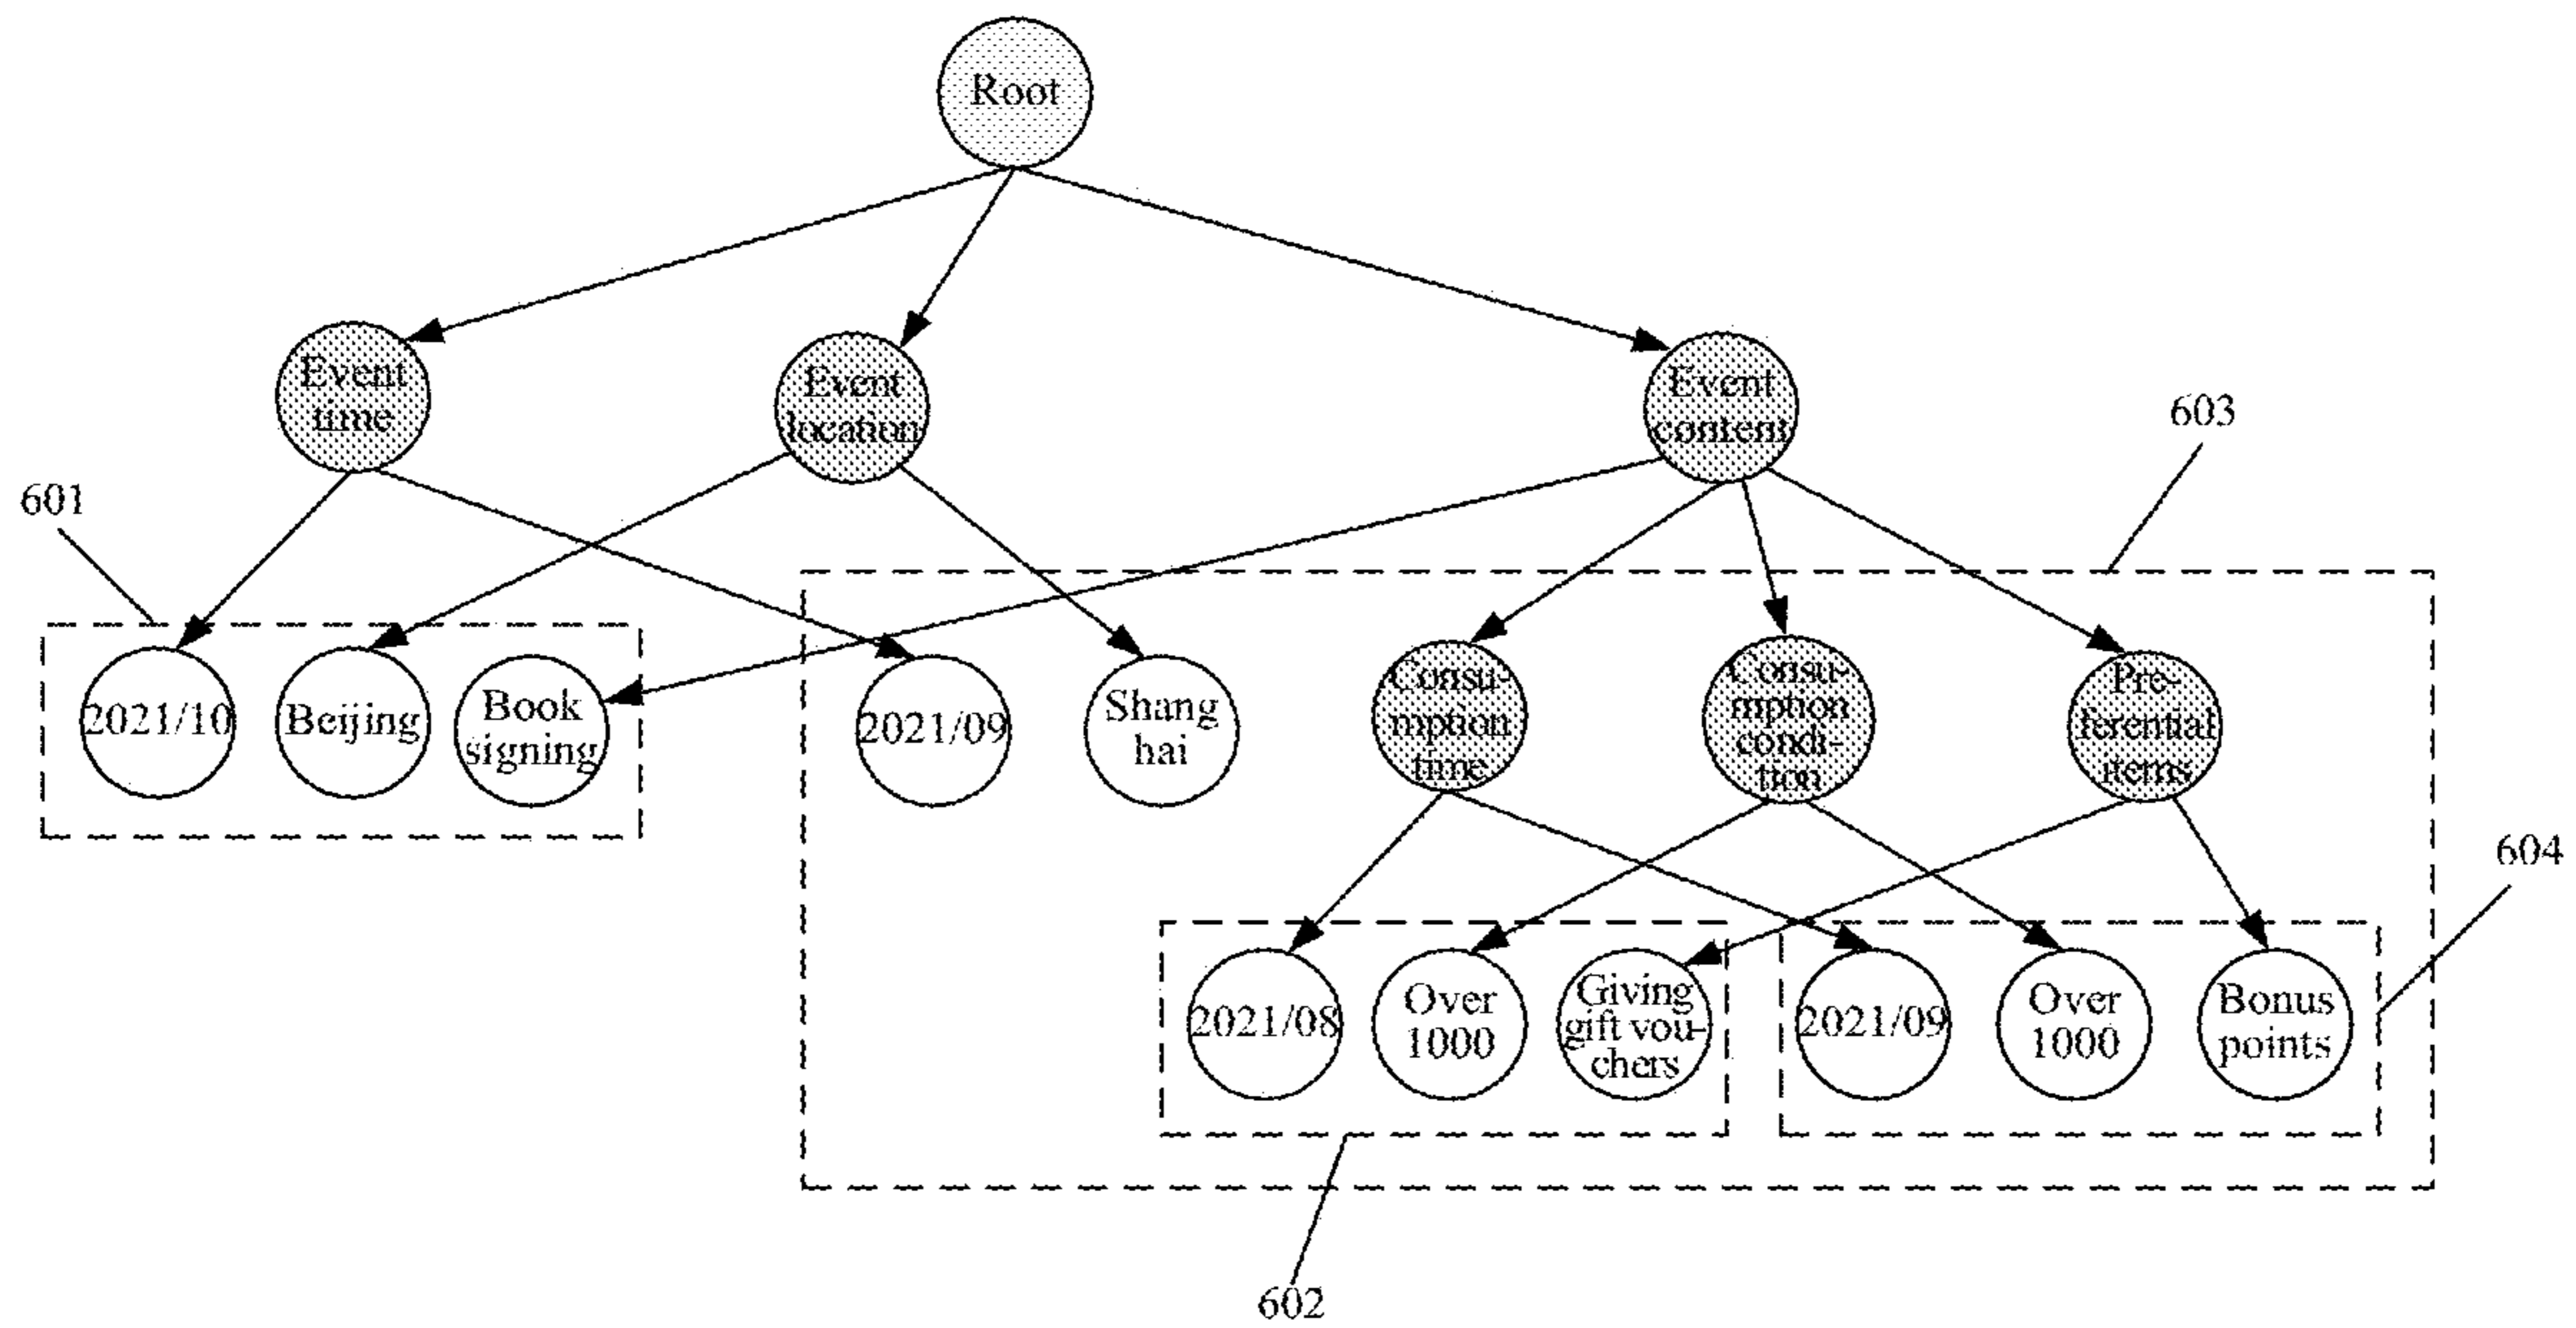 Root
Event
time
Event
location
Event
content
603
601
2021/10
Beijing
Book
signing
2021/09
Shang
hai
Consu-
mption
time
Consu-
mption
condi-
tion
Pre-
ferential
items
604
2021/08
Over
1000
Giving
gift vou-
chers
2021/09
Over
1000
Bonus
points
602